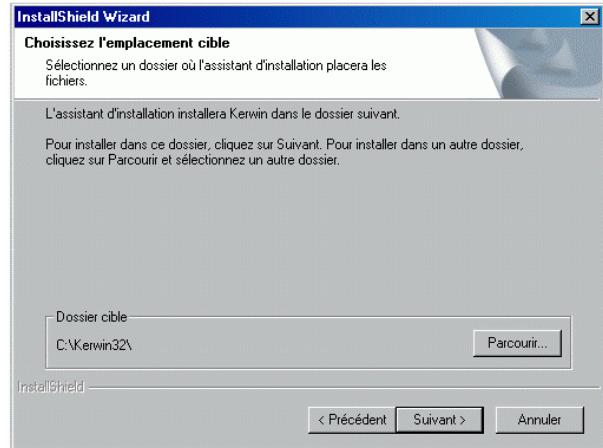 InstallShield Wizard
Choisissez l'emplacement cible
Sélectionnez un dossier où l'assistant d'installation placera les
fichiers.
L'assistant d'installation installera Kerwin dans le dossier suivant.
Pour installer dans ce dossier, cliquez sur Suivant. Pour installer dans un autre dossier,
cliquez sur Parcourir et sélectionnez un autre dossier.
Dossier cible
C:\Kerwin32\
Parcourir...
InstallShield
< Précédent
Suivant >
Annuler